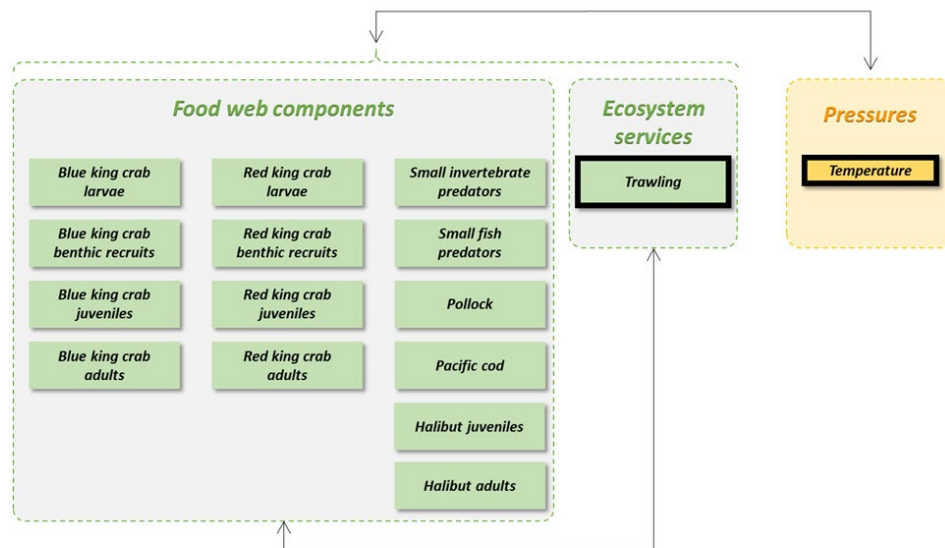 Food web components
Ecosystem
services
Pressures
Blue king crab
larvae
Red king crab
larvae
Small invertebrate
predators
Trawling
Temperature
Blue king crab
benthic recruits
Red king crab
benthic recruits
Small fish
predators
Blue king crab
juveniles
Red king crab
juveniles
Pollock
Blue king crab
adults
Red king crab
adults
Pacific cod
Halibut juveniles
Halibut adults